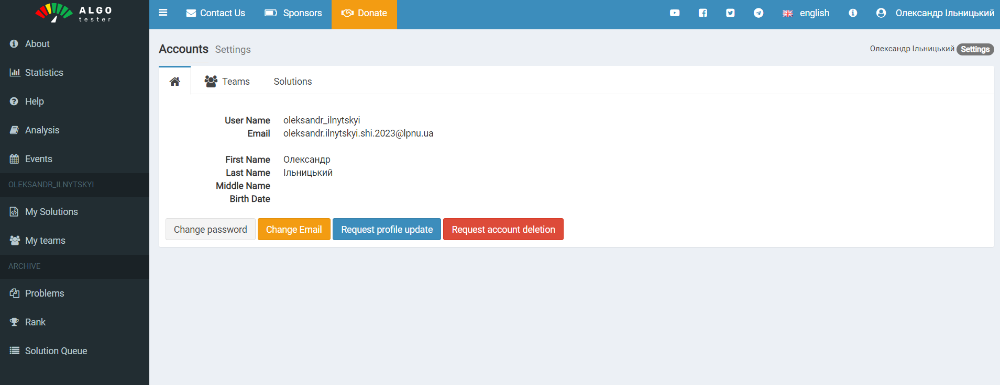 ALGO
tester
Contact Us
Sponsors
Donate
english
Олександр Ільницький
About
Statistics
Help
Analysis
Events
OLEKSANDR_ILNYTSKYI
My Solutions
My teams
ARCHIVE
Problems
Rank
Solution Queue
Accounts Settings
Олександр Ільницький Settings
Teams
Solutions
User Name oleksandr_ilnytskyi
Email oleksandr.ilnytskyi.shi.2023@lpnu.ua
First Name Олександр
Last Name Ільницький
Middle Name
Birth Date
Change password
Change Email
Request profile update
Request account deletion